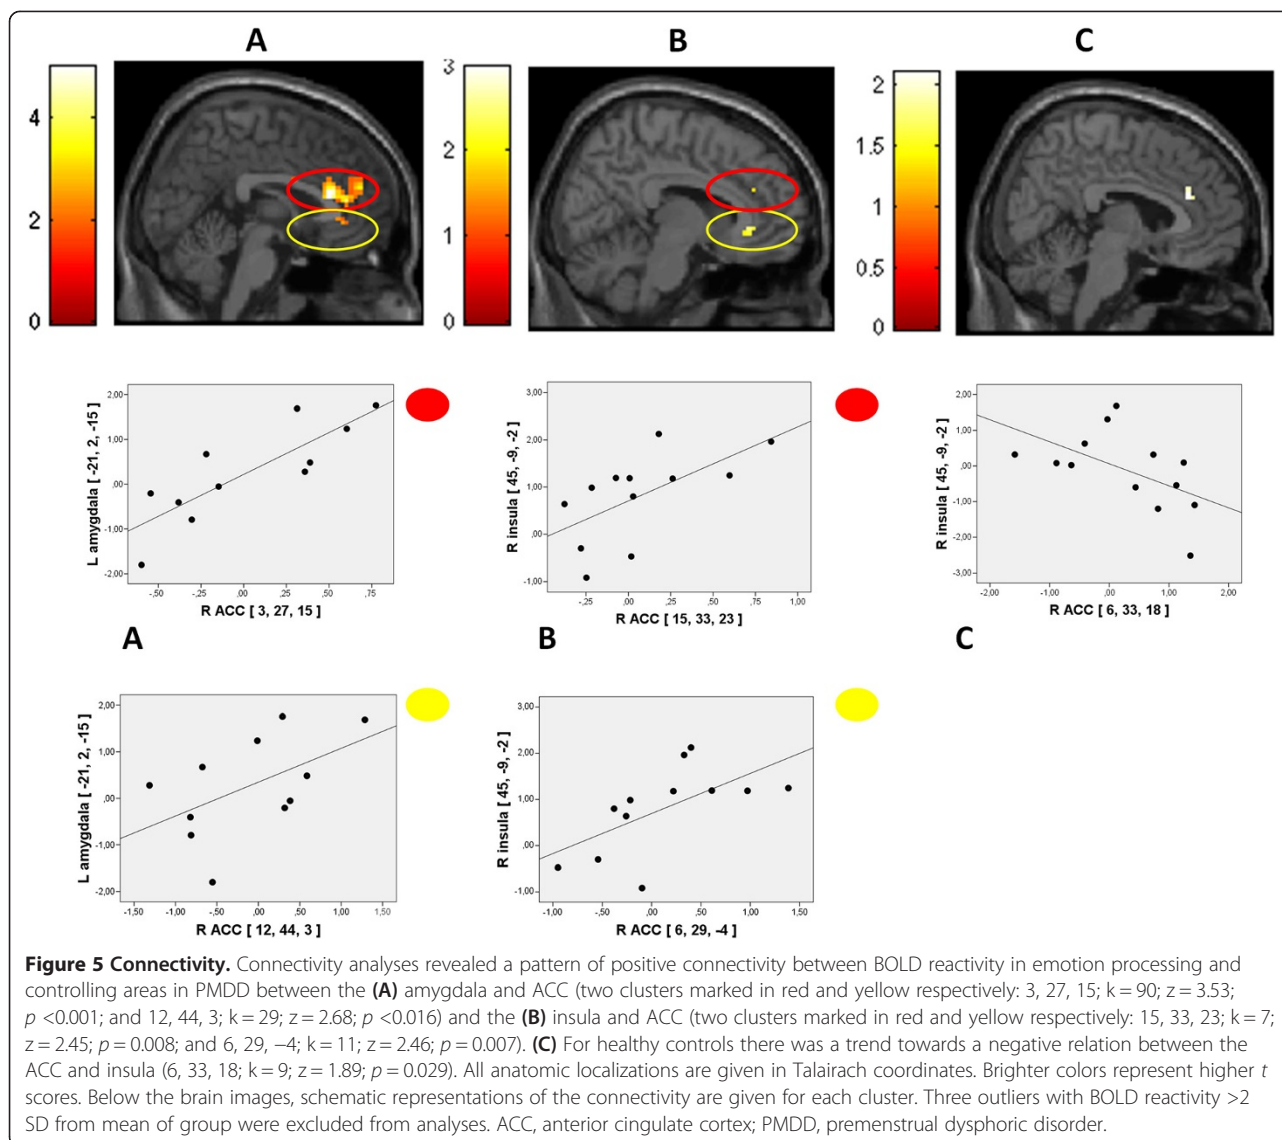 A
B
C
4
2
0
3
2
1
0
2
1.5
1
0.5
0
L amygdala [ -21, 2, -15 ]
2,00
1,00
,00
-1,00
-2,00
-,50
-,25
,00
,25
,50
,75
R ACC [ 3, 27, 15 ]
R insula [ 45, -9, -2 ]
3,00
2,00
1,00
,00
-1,00
-,25
,00
,25
,50
,75
1,00
R ACC [ 15, 33, 23 ]
R insula [ 45, -9, -2 ]
2,00
1,00
,00
-1,00
-2,00
-3,00
-2,00
-1,00
,00
1,00
2,00
R ACC [ 6, 33, 18 ]
A
B
C
L amygdala [ -21, 2, -15 ]
2,00
1,00
,00
-1,00
-2,00
-1,50
-1,00
-,50
,00
,50
1,00
1,50
R ACC [ 12, 44, 3 ]
R insula [ 45, -9, -2 ]
3,00
2,00
1,00
,00
-1,00
-1,00
-,50
,00
,50
1,00
1,50
R ACC [ 6, 29, -4 ]
Figure 5 Connectivity. Connectivity analyses revealed a pattern of positive connectivity between BOLD reactivity in emotion processing and
controlling areas in PMDD between the (A) amygdala and ACC (two clusters marked in red and yellow respectively: 3, 27, 15; k = 90; z = 3.53;
p <0.001; and 12, 44, 3; k = 29; z = 2.68; p <0.016) and the (B) insula and ACC (two clusters marked in red and yellow respectively: 15, 33, 23; k = 7;
z = 2.45; p = 0.008; and 6, 29, −4; k = 11; z = 2.46; p = 0.007). (C) For healthy controls there was a trend towards a negative relation between the
ACC and insula (6, 33, 18; k = 9; z = 1.89; p = 0.029). All anatomic localizations are given in Talairach coordinates. Brighter colors represent higher t
scores. Below the brain images, schematic representations of the connectivity are given for each cluster. Three outliers with BOLD reactivity >2
SD from mean of group were excluded from analyses. ACC, anterior cingulate cortex; PMDD, premenstrual dysphoric disorder.